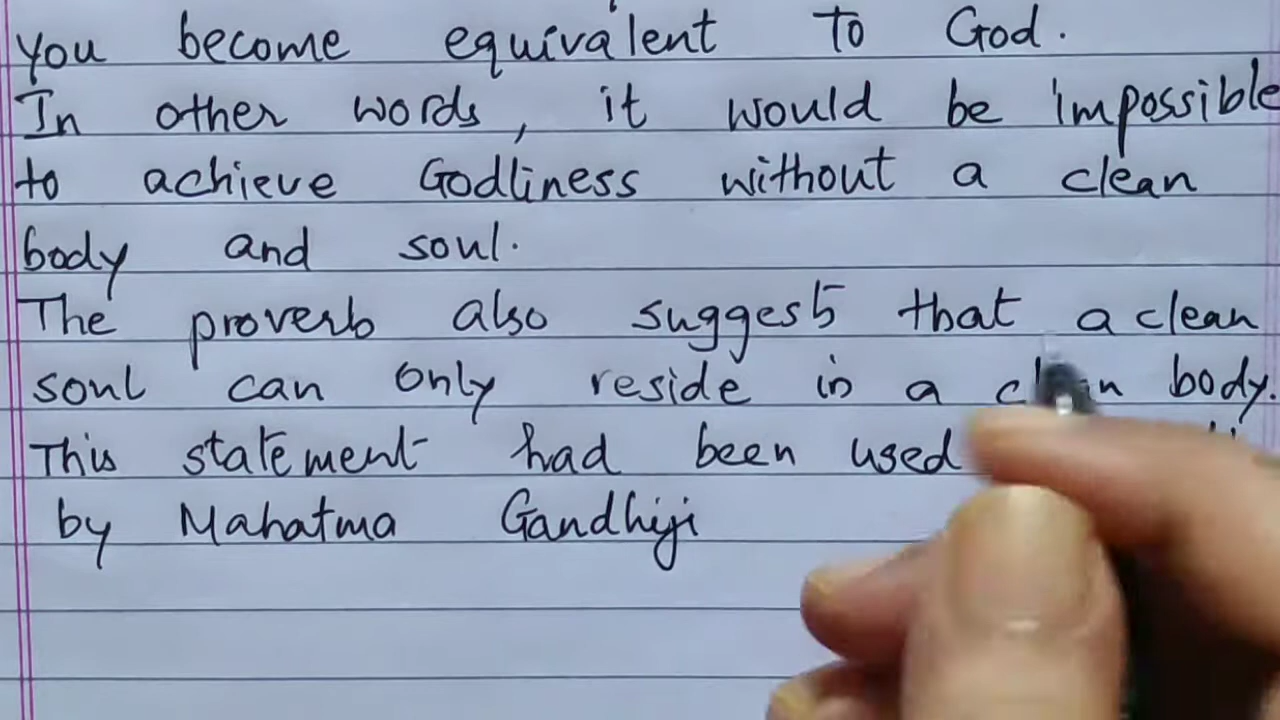 you become equivalent to God.
In other words, it would be impossible
to achieve Godliness without a clean
body and soul.
The proverb also suggests that a clean
soul can only reside in a clean body.
This statement had been used
by Mahatma Gandhiji